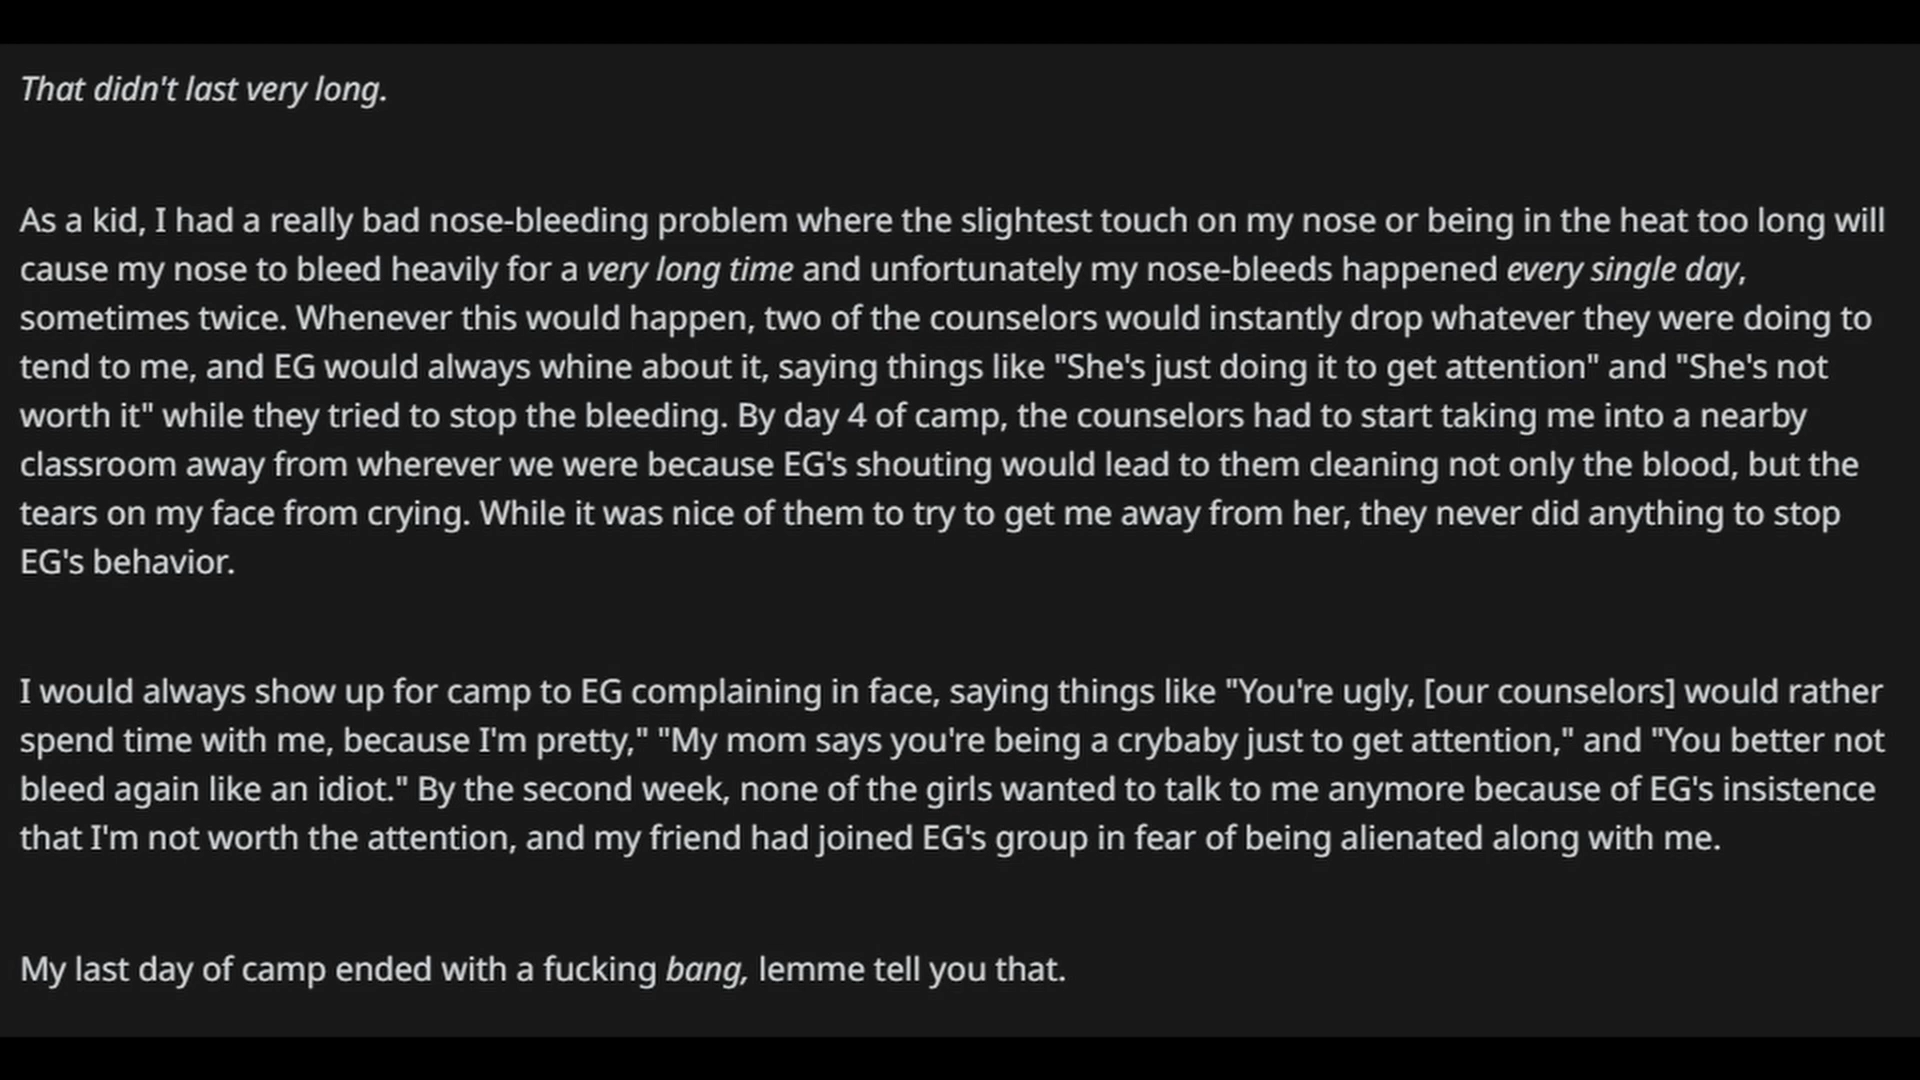 That didn't last very long.
As a kid, I had a really bad nose-bleeding problem where the slightest touch on my nose or being in the heat too long will
cause my nose to bleed heavily for a very long time and unfortunately my nose-bleeds happened every single day,
sometimes twice. Whenever this would happen, two of the counselors would instantly drop whatever they were doing to
tend to me, and EG would always whine about it, saying things like "She's just doing it to get attention" and "She's not
worth it" while they tried to stop the bleeding. By day 4 of camp, the counselors had to start taking me into a nearby
classroom away from wherever we were because EG's shouting would lead to them cleaning not only the blood, but the
tears on my face from crying. While it was nice of them to try to get me away from her, they never did anything to stop
EG's behavior.
I would always show up for camp to EG complaining in face, saying things like "You're ugly, [our counselors] would rather
spend time with me, because I'm pretty," "My mom says you're being a crybaby just to get attention," and "You better not
bleed again like an idiot." By the second week, none of the girls wanted to talk to me anymore because of EG's insistence
that I'm not worth the attention, and my friend had joined EG's group in fear of being alienated along with me.
My last day of camp ended with a fucking bang, lemme tell you that.